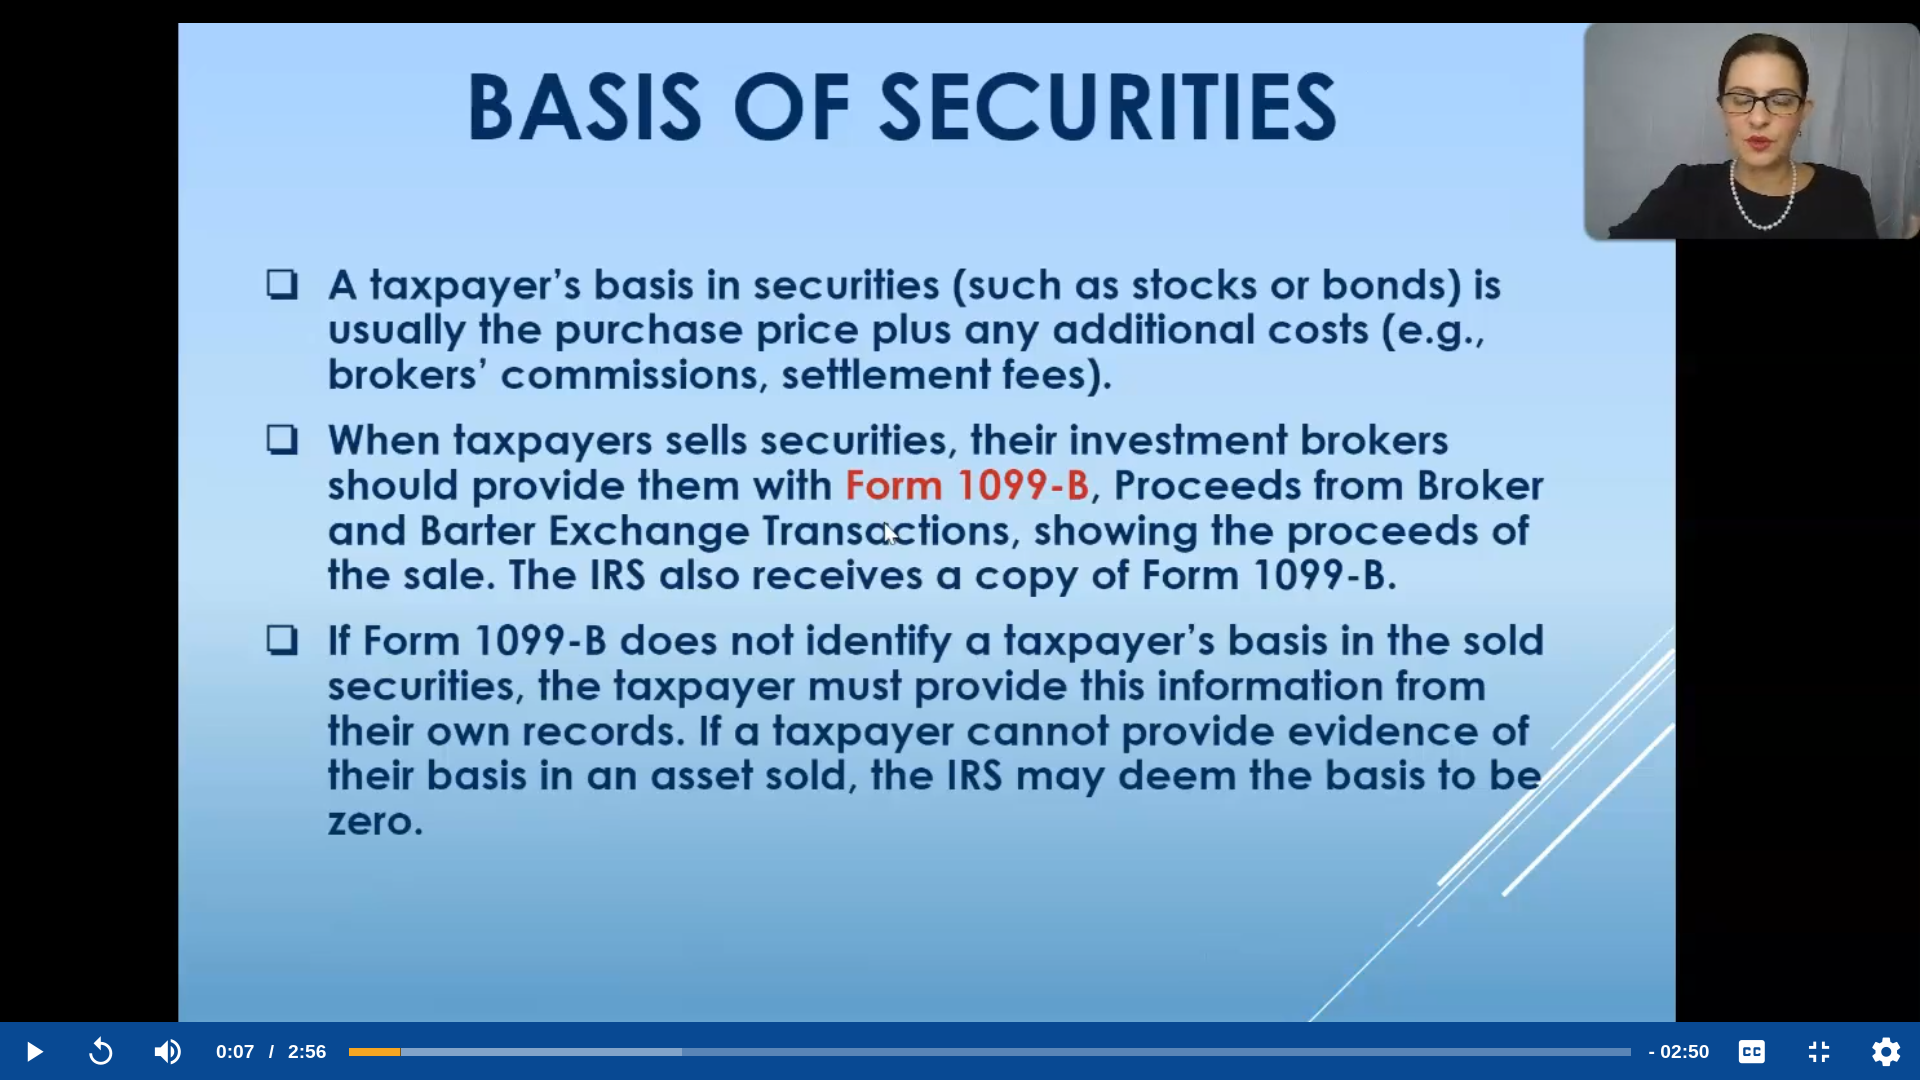 BASIS OF SECURITIES
❑ A taxpayer’s basis in securities (such as stocks or bonds) is
usually the purchase price plus any additional costs (e.g.,
brokers’ commissions, settlement fees).
❑ When taxpayers sells securities, their investment brokers
should provide them with Form 1099-B, Proceeds from Broker
and Barter Exchange Transactions, showing the proceeds of
the sale. The IRS also receives a copy of Form 1099-B.
❑ If Form 1099-B does not identify a taxpayer’s basis in the sold
securities, the taxpayer must provide this information from
their own records. If a taxpayer cannot provide evidence of
their basis in an asset sold, the IRS may deem the basis to be
zero.
0:07 / 2:56 - 02:50 CC